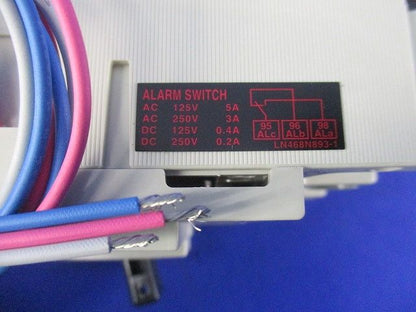 ALARM SWITCH
AC 125V 5A
AC 250V 3A
DC 125V 0.4A
DC 250V 0.2A
95 96 98
ALc ALb ALa
LN468N893-1